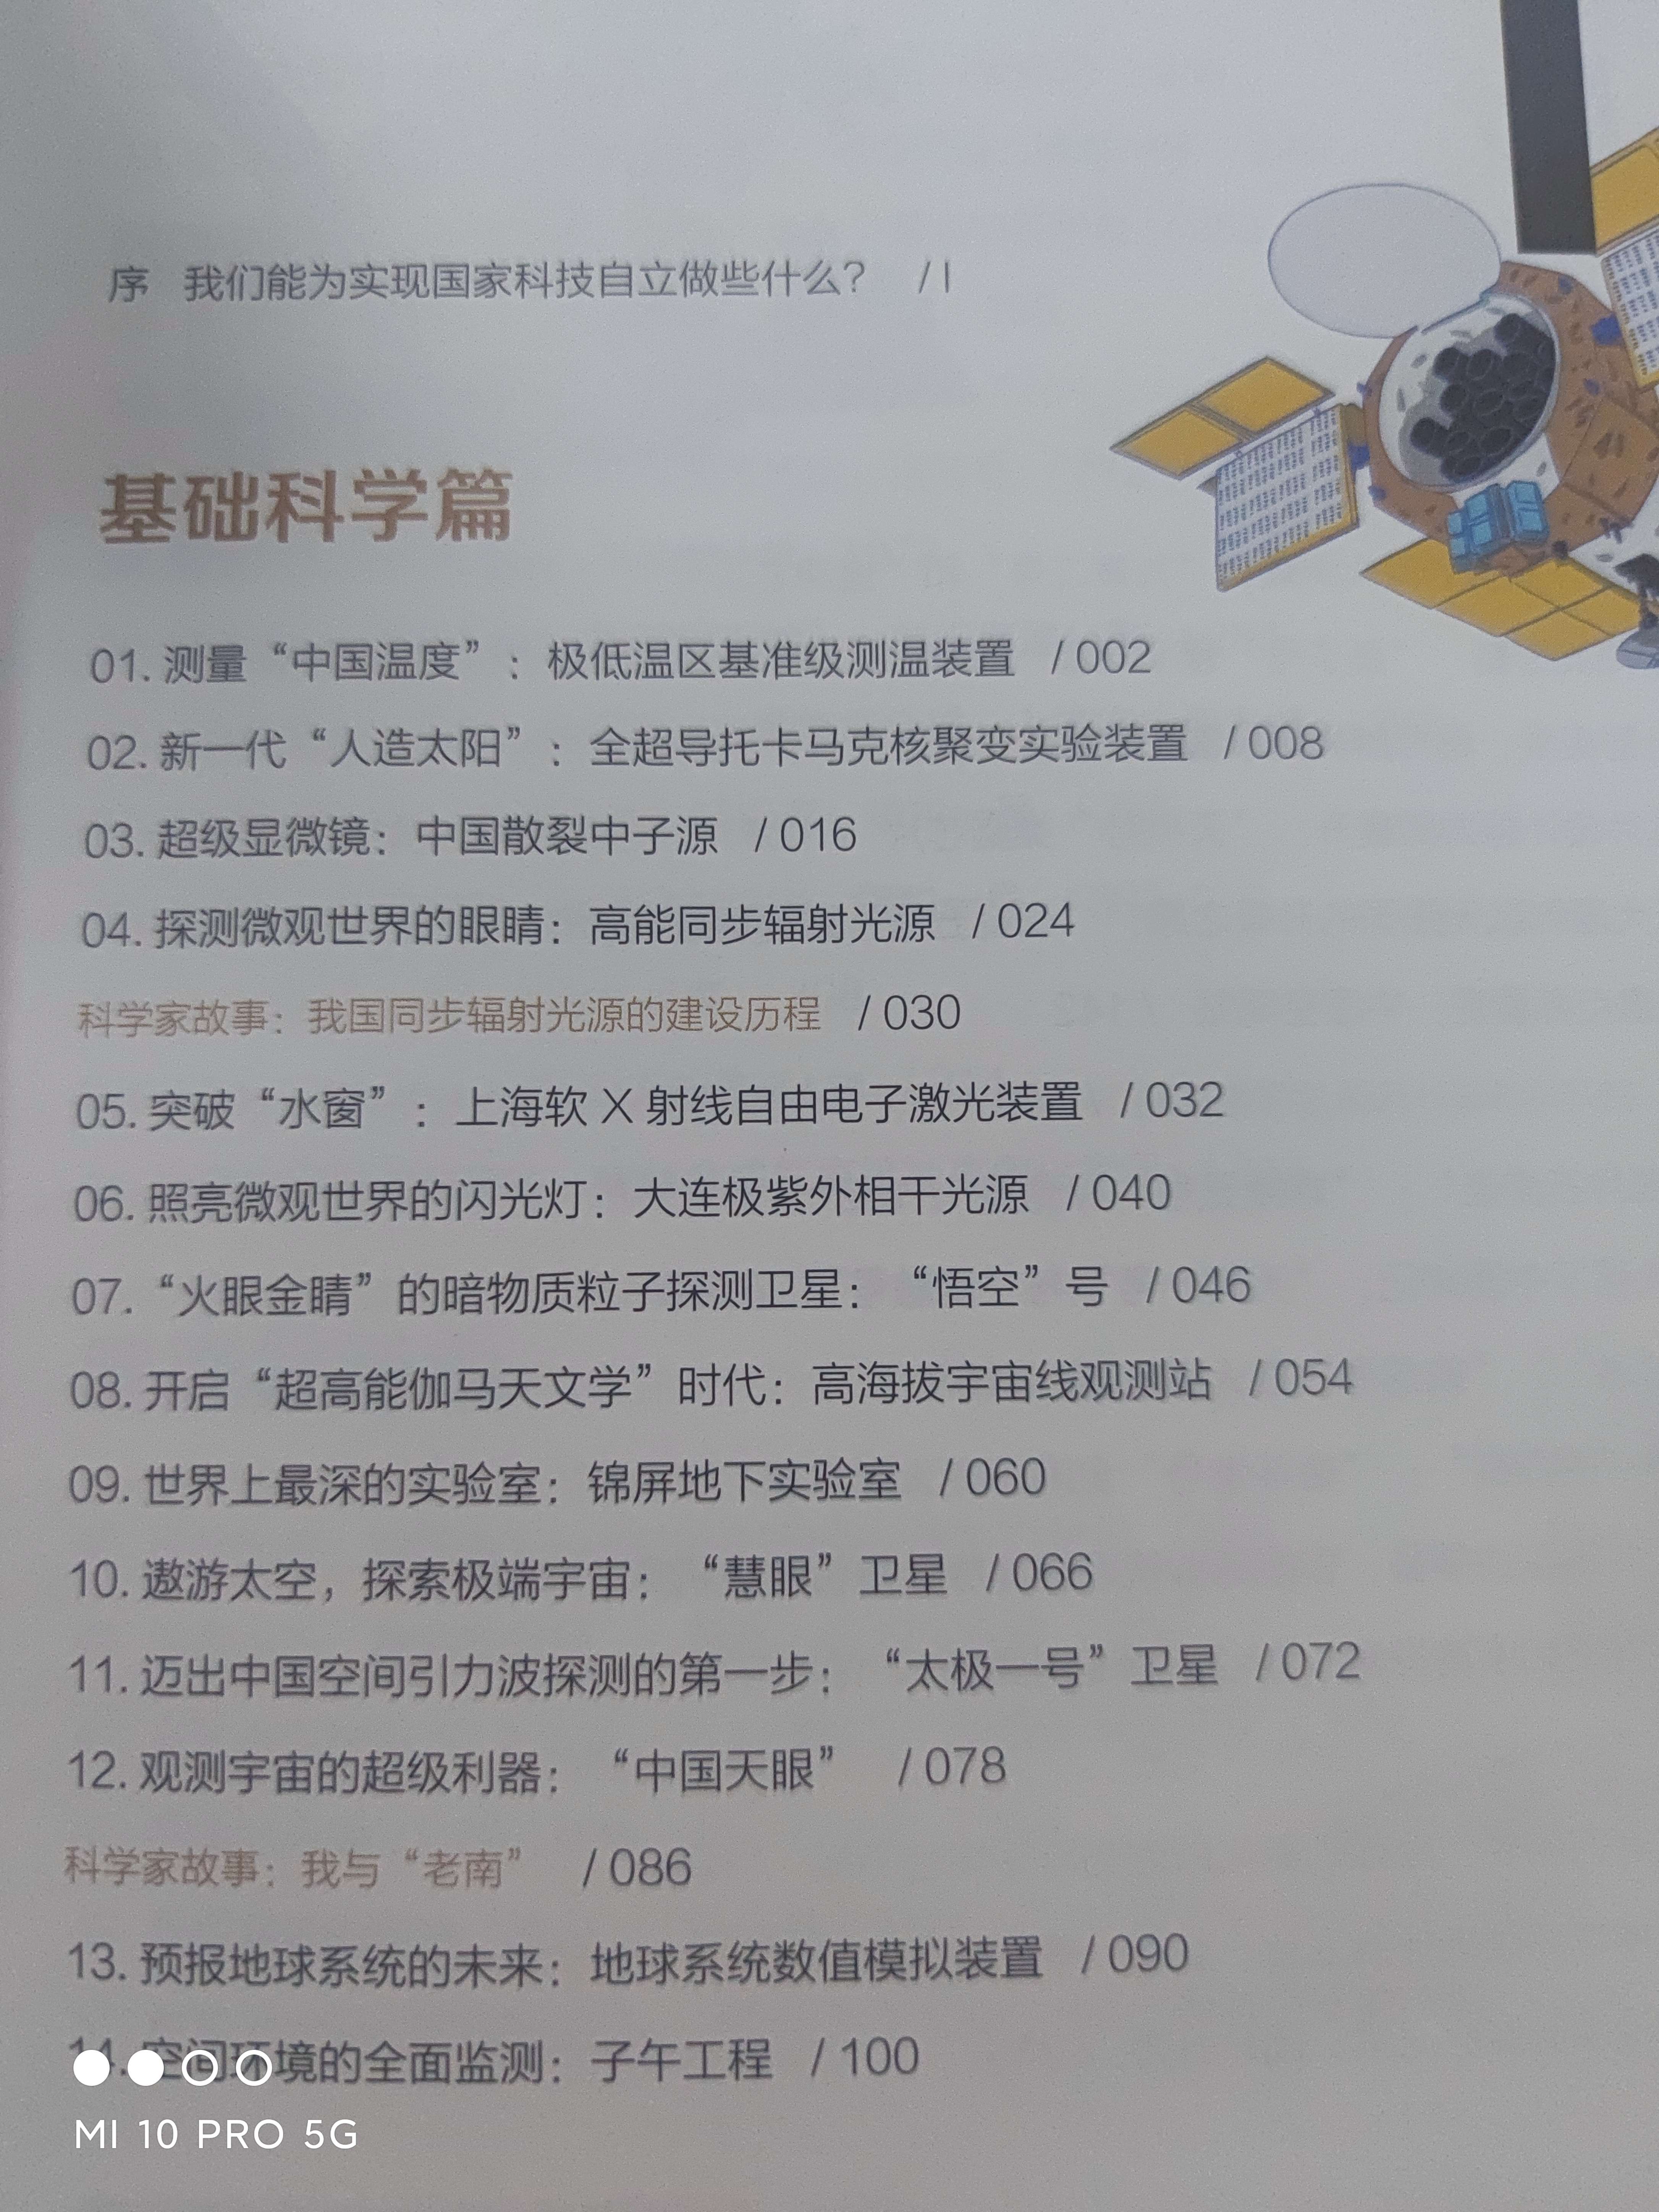 序 我们能为实现国家科技自立做些什么？ / I
基础科学篇
01. 测量“中国温度”：极低温区基准级测温装置 / 002
02. 新一代“人造太阳”：全超导托卡马克核聚变实验装置 / 008
03. 超级显微镜：中国散裂中子源 / 016
04. 探测微观世界的眼睛：高能同步辐射光源 / 024
科学家故事：我国同步辐射光源的建设历程 / 030
05. 突破“水窗”：上海软 X 射线自由电子激光装置 / 032
06. 照亮微观世界的闪光灯：大连极紫外相干光源 / 040
07. “火眼金睛”的暗物质粒子探测卫星：“悟空”号 / 046
08. 开启“超高能伽马天文学”时代：高海拔宇宙线观测站 / 054
09. 世界上最深的实验室：锦屏地下实验室 / 060
10. 遨游太空，探索极端宇宙：“慧眼”卫星 / 066
11. 迈出中国空间引力波探测的第一步：“太极一号”卫星 / 072
12. 观测宇宙的超级利器：“中国天眼” / 078
科学家故事：我与“老南” / 086
13. 预报地球系统的未来：地球系统数值模拟装置 / 090
14. 空间环境的全面监测：子午工程 / 100
MI 10 PRO 5G